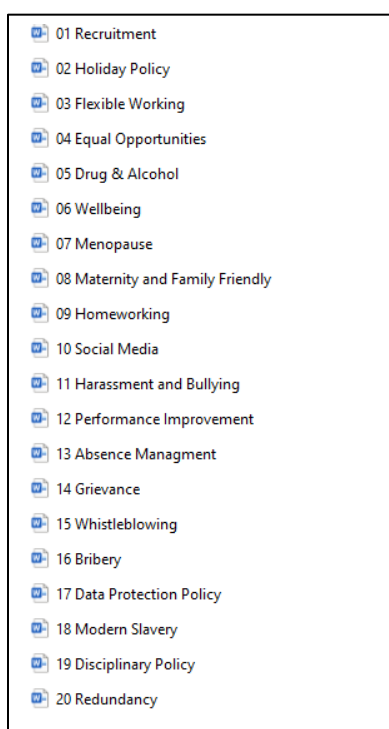 01 Recruitment
02 Holiday Policy
03 Flexible Working
04 Equal Opportunities
05 Drug & Alcohol
06 Wellbeing
07 Menopause
08 Maternity and Family Friendly
09 Homeworking
10 Social Media
11 Harassment and Bullying
12 Performance Improvement
13 Absence Managment
14 Grievance
15 Whistleblowing
16 Bribery
17 Data Protection Policy
18 Modern Slavery
19 Disciplinary Policy
20 Redundancy